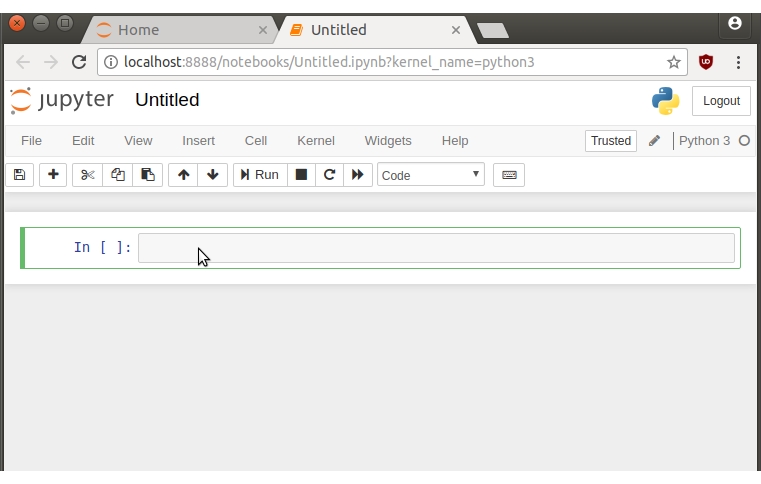 Home
Untitled
localhost:8888/notebooks/Untitled.ipynb?kernel_name=python3
jupyter Untitled
Logout
File Edit View Insert Cell Kernel Widgets Help Trusted Python 3
Run Code
In [ ]: